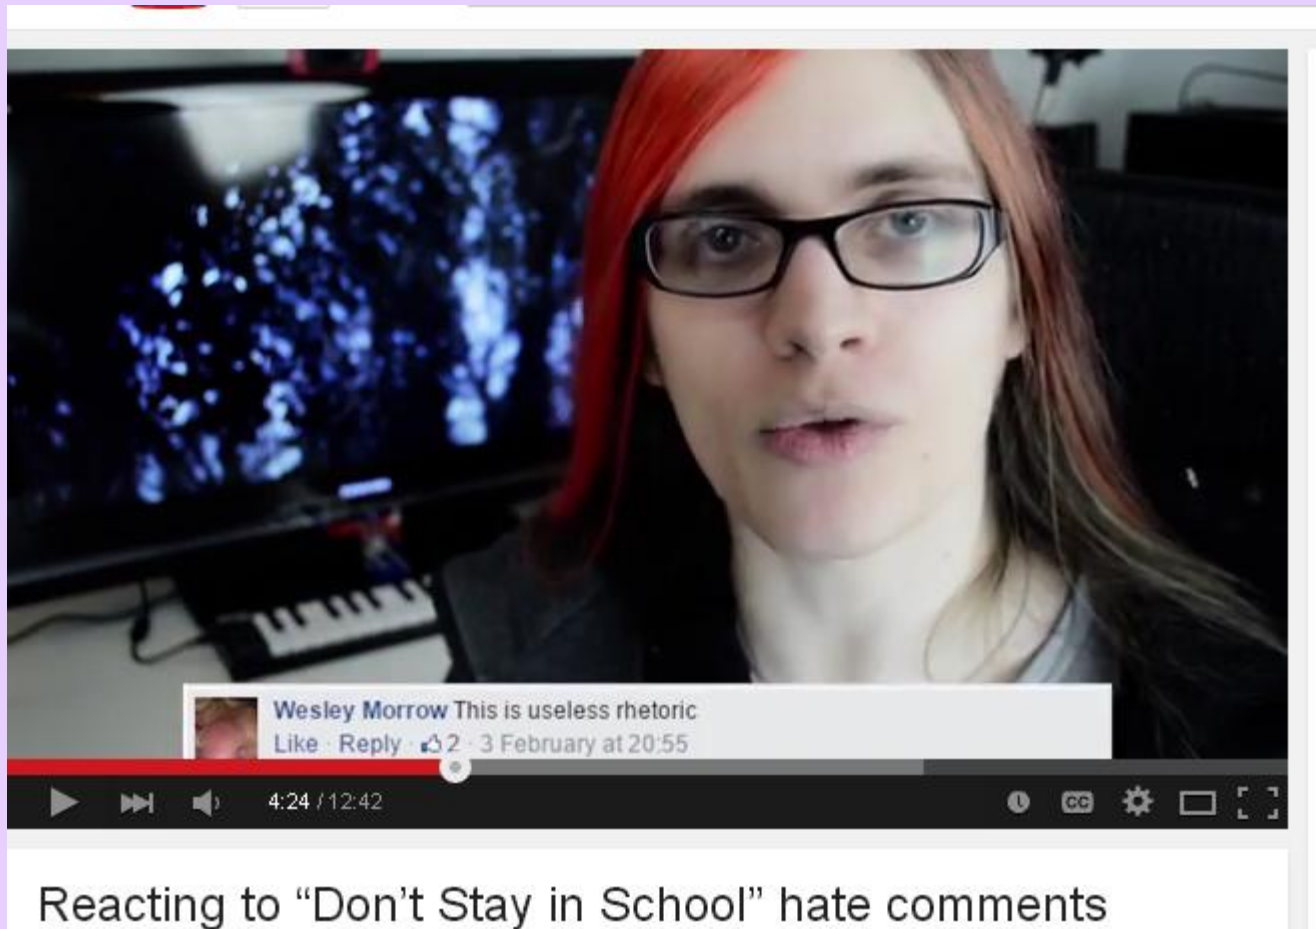 Wesley Morrow This is useless rhetoric
Like · Reply · 2 · 3 February at 20:55
4:24 / 12:42
CC
Reacting to “Don’t Stay in School” hate comments